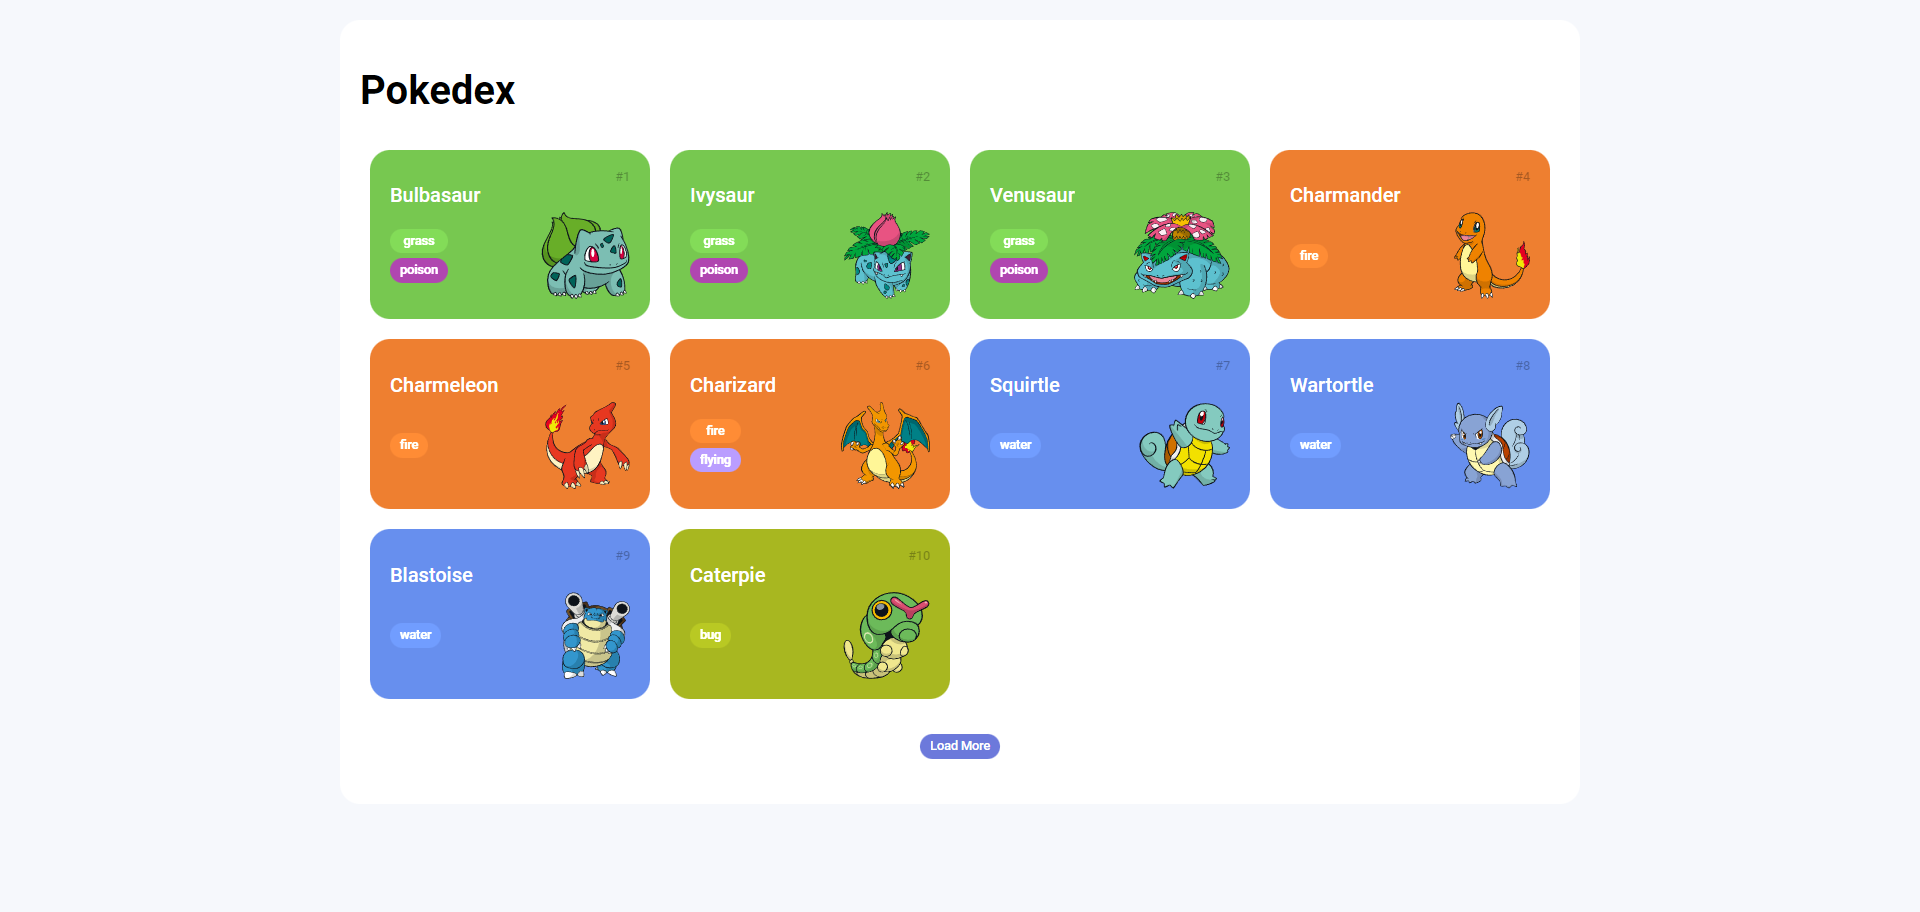 Pokedex
#1
Bulbasaur
grass
poison
#2
Ivysaur
grass
poison
#3
Venusaur
grass
poison
#4
Charmander
fire
#5
Charmeleon
fire
#6
Charizard
fire
flying
#7
Squirtle
water
#8
Wartortle
water
#9
Blastoise
water
#10
Caterpie
bug
Load More